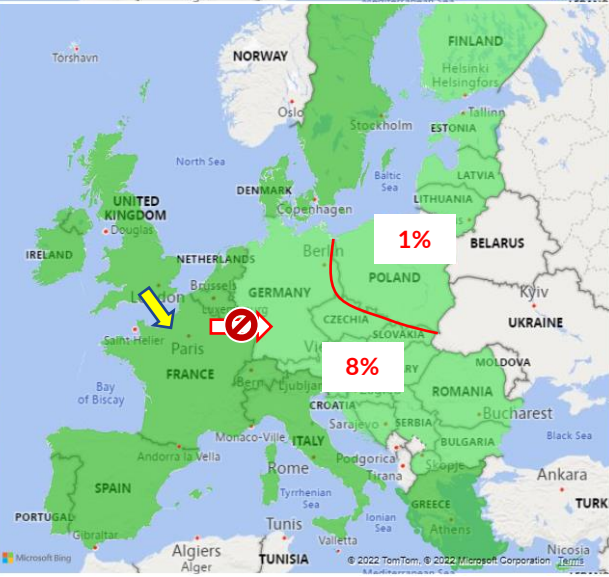 FINLAND
NORWAY
Torshavn
Helsinki
Helsingfors
Oslo
Tallinn
Stockholm
ESTONIA
North Sea
Baltic
Sea
LATVIA
DENMARK
UNITED
KINGDOM
LITHUANIA
Copenhagen
Douglas
1%
BELARUS
IRELAND
NETHERLANDS
Berlin
POLAND
Brussels
GERMANY
Kyiv
London
CZECHIA
UKRAINE
SLOVAKIA
Saint Helier
Paris
MOLDOVA
FRANCE
Bern
8%
Bay
of Biscay
ROMANIA
CROATIA
Bucharest
Sarajevo
SERBIA
Monaco-Ville
ITALY
BULGARIA
Black Sea
Andorra la Vella
Podgorica
Skopje
Rome
Tirana
Ankara
SPAIN
Tyrrhenian
Sea
GREECE
TURK
PORTUGAL
Ionian
Sea
Athens
Gibraltar
Tunis
Valletta
Algiers
Nicosia
Microsoft Bing
Alger
TUNISIA
© 2022 TomTom, © 2022 Microsoft Corporation Terms